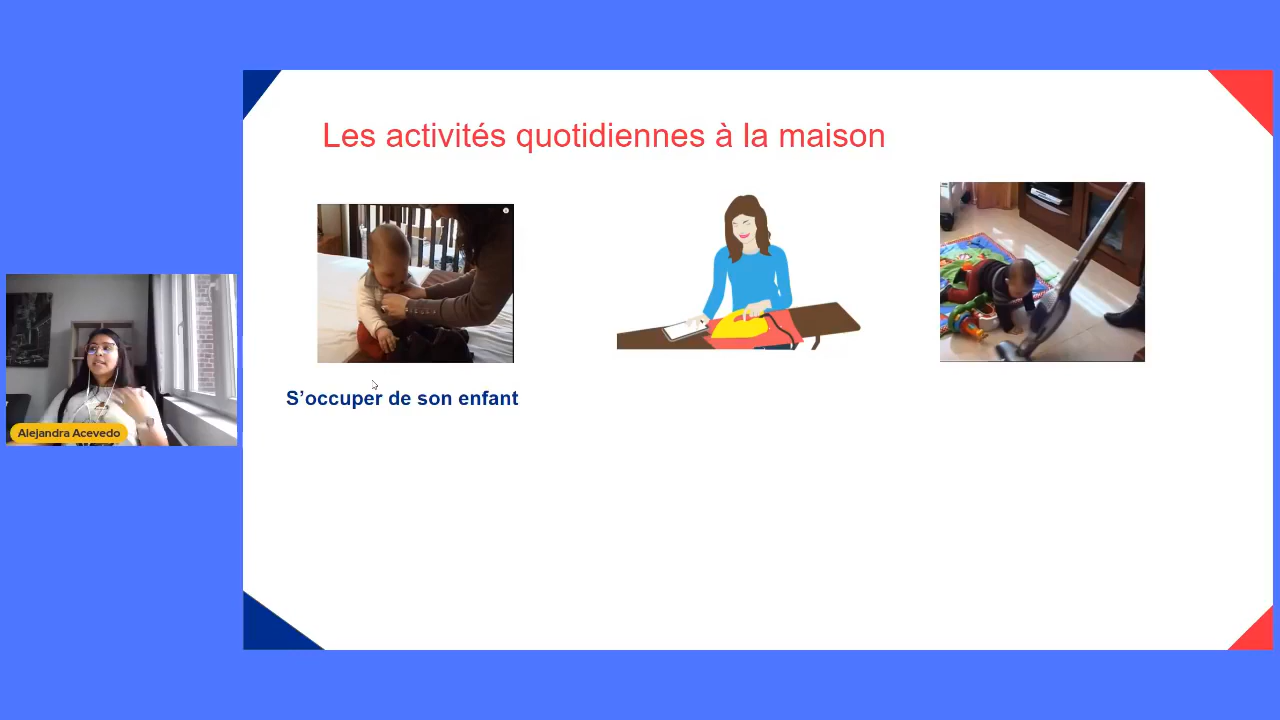 Les activités quotidiennes à la maison
S’occuper de son enfant
Alejandra Acevedo